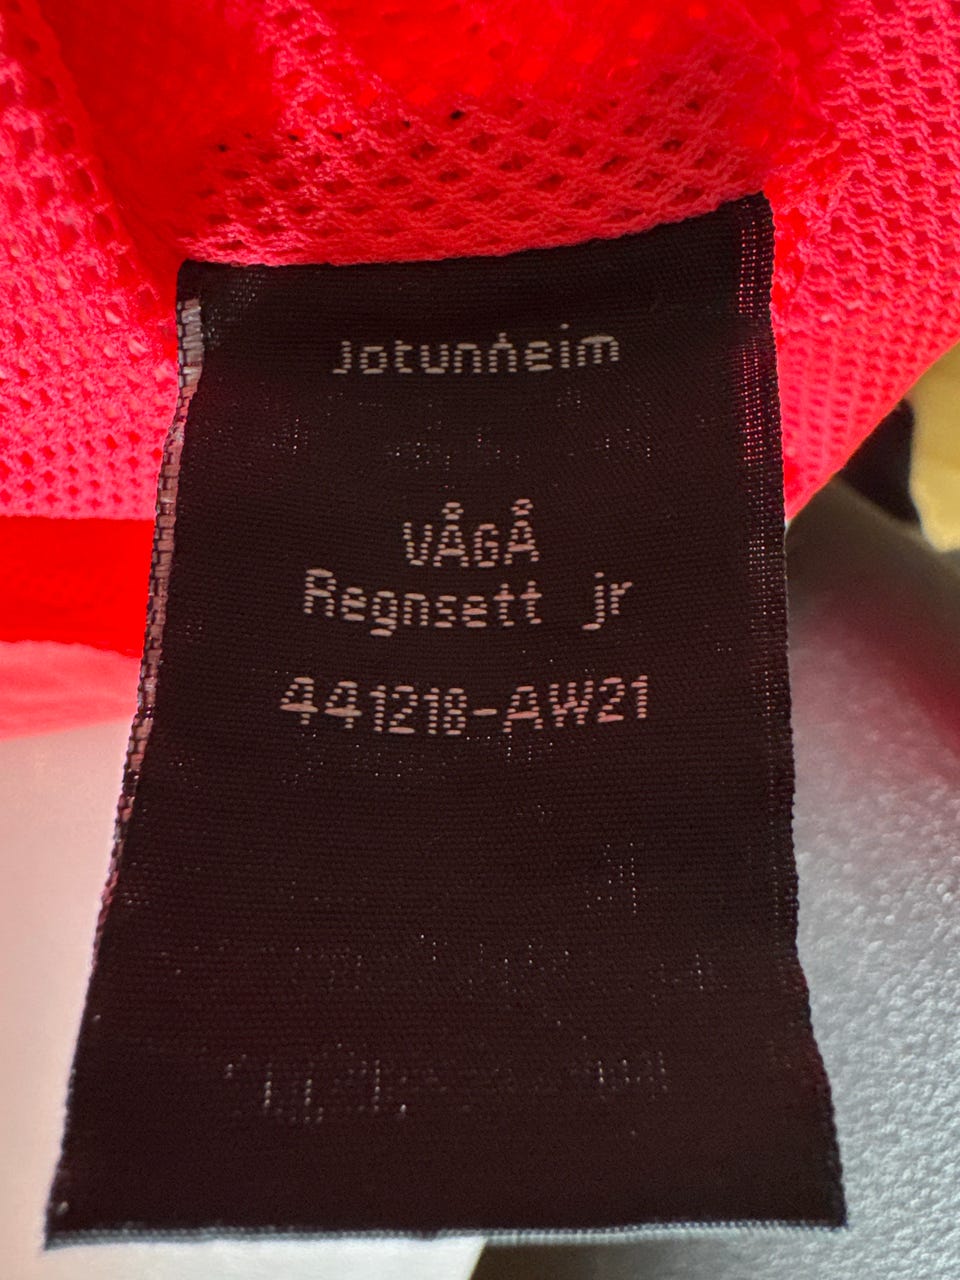 Jotunheim
VÅGÅ
Regnsett jr
441218-AW21